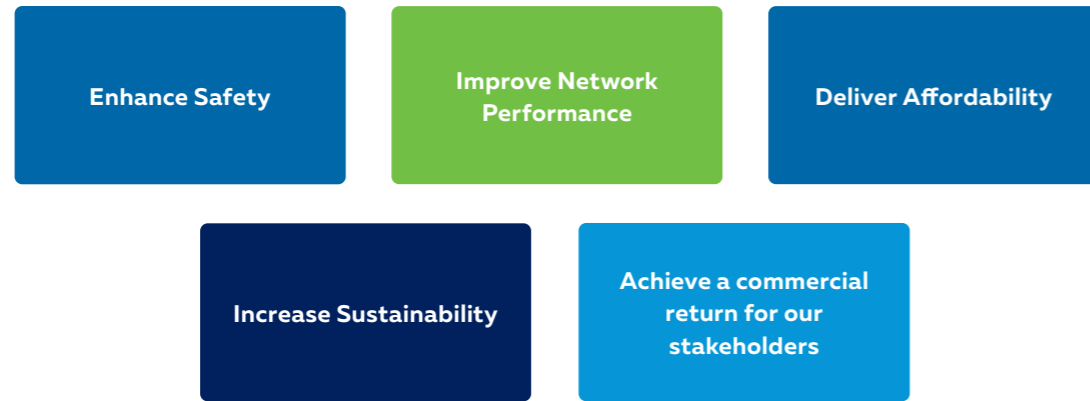 Enhance Safety
Improve Network
Performance
Deliver Affordability
Increase Sustainability
Achieve a commercial
return for our
stakeholders